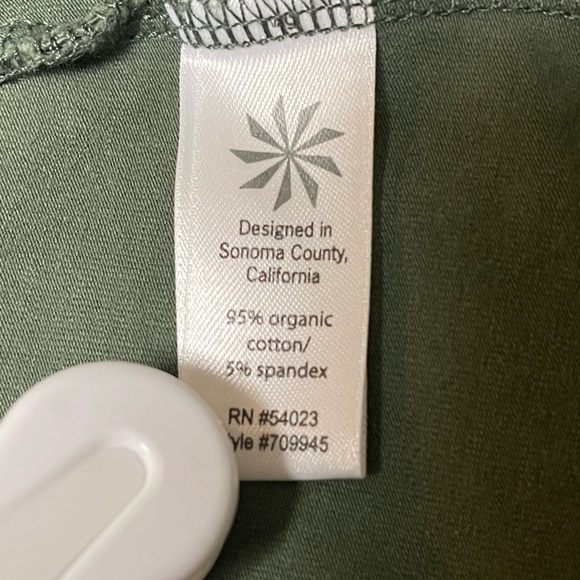 Designed in
Sonoma County,
California
95% organic
cotton/
5% spandex
RN #54023
yle #709945